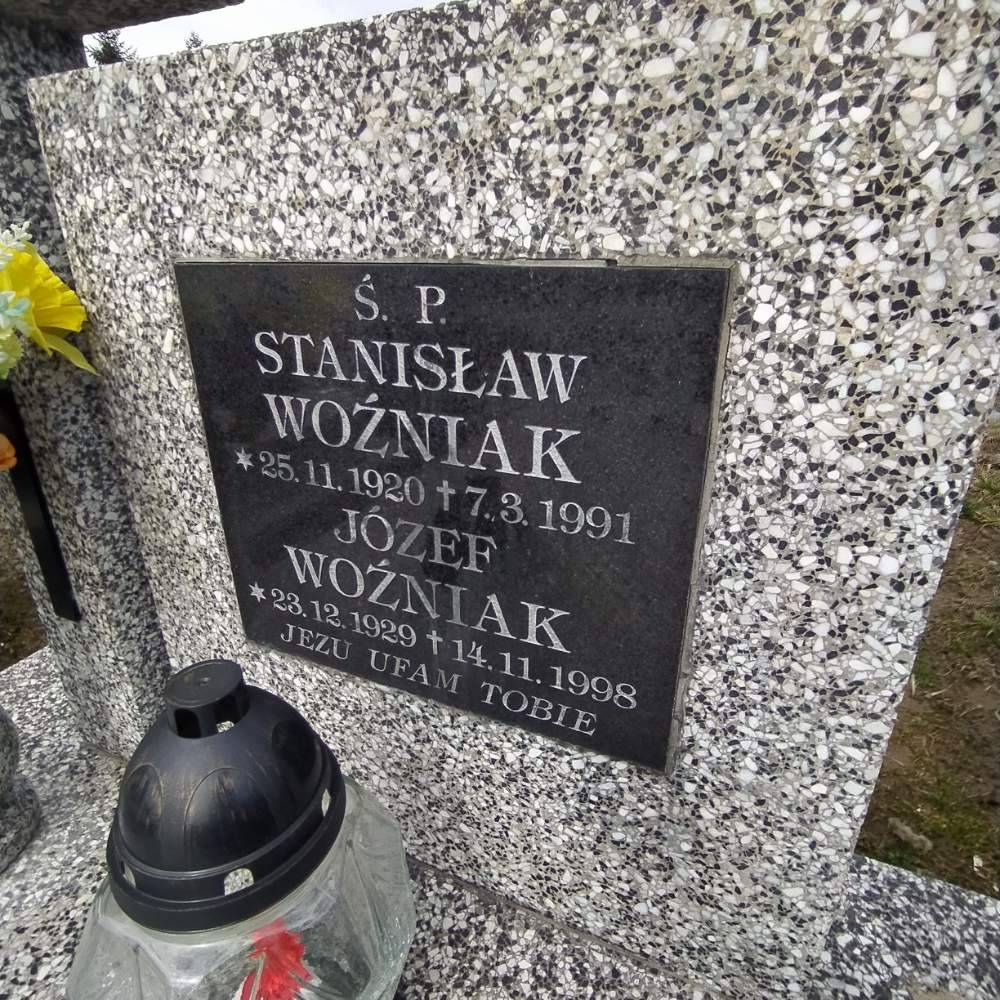 Ś. P.
STANISŁAW
WOŹNIAK
* 25.11.1920 † 7.3.1991
JÓZEF
WOŹNIAK
* 23.12.1929 † 14.11.1998
JEZU UFAM TOBIE